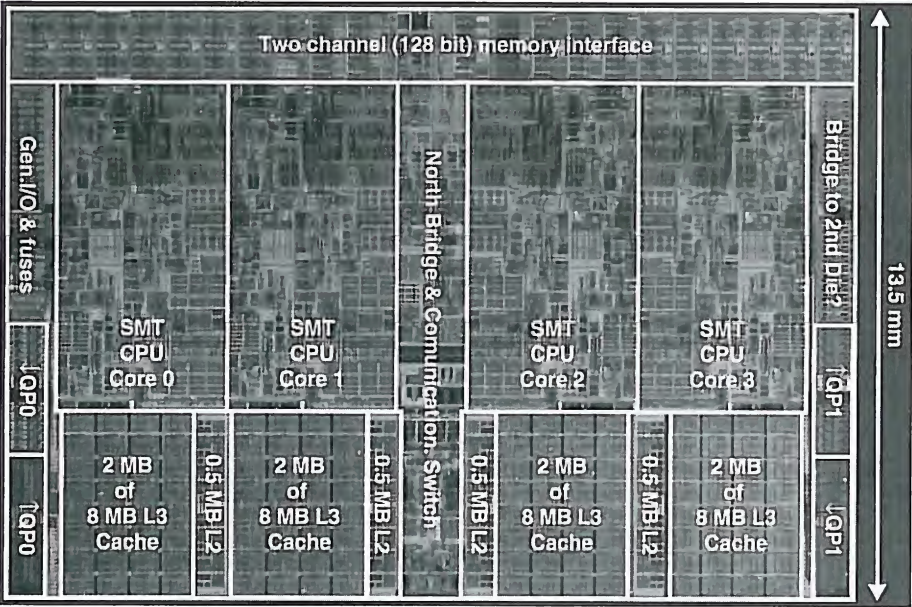 Two channel (128 bit) memory interface
Gen.I/O & fuses
SMT
CPU
Core 0
SMT
CPU
Core 1
North Bridge & Comunication. Switch
SMT
CPU
Core 2
SMT
CPU
Core 3
Bridge to 2nd Die?
13.5 mm
↑QP0
↓QP1
2 MB
of
8 MB L3
Cache
0.5 MB L2
2 MB
of
8 MB L3
Cache
0.5 MB L2
0.5 MB L2
2 MB
of
8 MB L3
Cache
0.5 MB L2
2 MB
of
8 MB L3
Cache
↑QP0
↓QP1